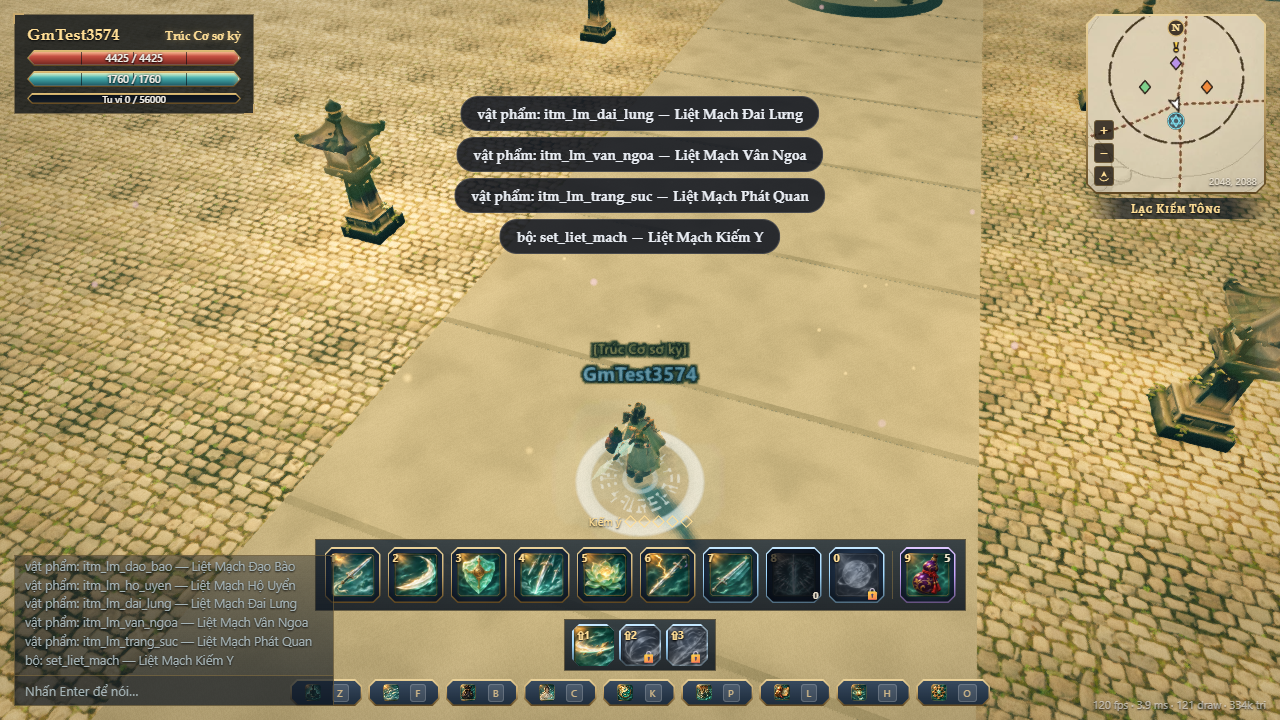 GmTest3574 Trúc Cơ sơ kỳ
4425 / 4425
1760 / 1760
Tu vi 0 / 56000
vật phẩm: itm_lm_dai_lung — Liệt Mạch Đai Lưng
vật phẩm: itm_lm_van_ngoa — Liệt Mạch Vân Ngoa
vật phẩm: itm_lm_trang_suc — Liệt Mạch Phát Quan
bộ: set_liet_mach — Liệt Mạch Kiếm Y
N
+
−
2048, 2088
Lạc Kiếm Tông
[Trúc Cơ sơ kỳ]
GmTest3574
Kiếm ý
2 3 4 5 6 7 8 0 0 9 5
1 2 3
vật phẩm: itm_lm_dao_bao — Liệt Mạch Đạo Bào
vật phẩm: itm_lm_ho_uyen — Liệt Mạch Hộ Uyển
vật phẩm: itm_lm_dai_lung — Liệt Mạch Đai Lưng
vật phẩm: itm_lm_van_ngoa — Liệt Mạch Vân Ngoa
vật phẩm: itm_lm_trang_suc — Liệt Mạch Phát Quan
bộ: set_liet_mach — Liệt Mạch Kiếm Y
Nhấn Enter để nói...
Z F B C K P L H O
120 fps · 3.9 ms · 121 draw · 334k tri